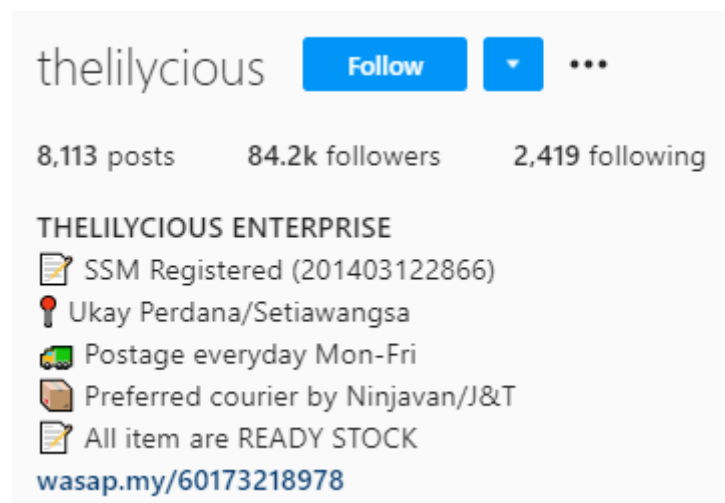 thelilycious Follow
8,113 posts 84.2k followers 2,419 following
THELILYCIOUS ENTERPRISE
📝 SSM Registered (201403122866)
📍 Ukay Perdana/Setiawangsa
🚛 Postage everyday Mon-Fri
📦 Preferred courier by Ninjavan/J&T
📝 All item are READY STOCK
wasap.my/60173218978